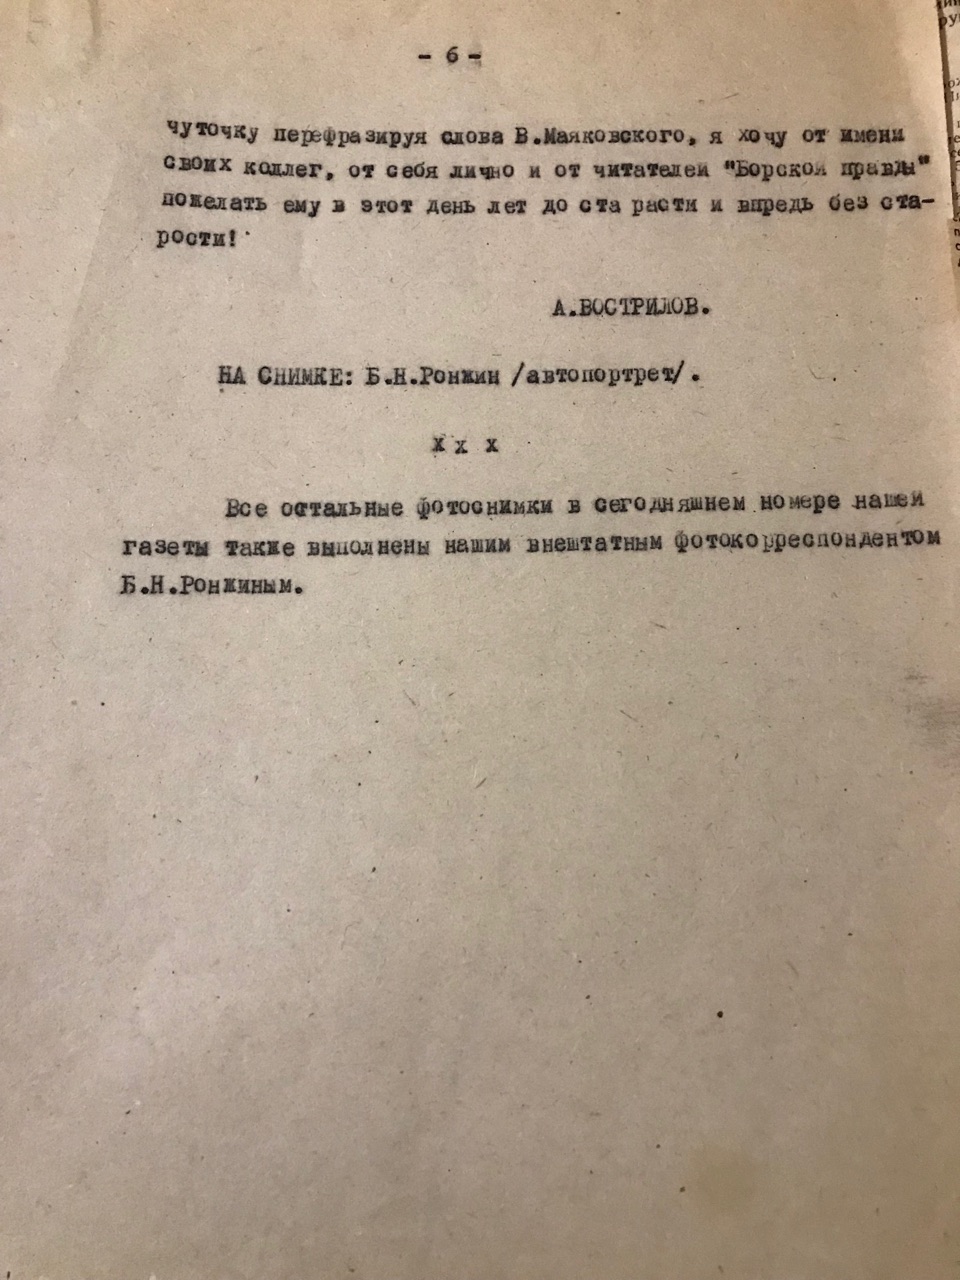 - 6 -
чуточку перефразируя слова В.Маяковского, я хочу от имени
своих коллег, от себя лично и от читателей "Борской правды"
пожелать ему в этот день лет до ста расти и впредь без ста-
рости!
А.ВОСТРИЛОВ.
НА СНИМКЕ: Б.Н.Ронжин /автопортрет/.
х х х
Все остальные фотоснимки в сегодняшнем номере нашей
газеты также выполнены нашим внештатным фотокорреспондентом
Б.Н.Ронжиным.